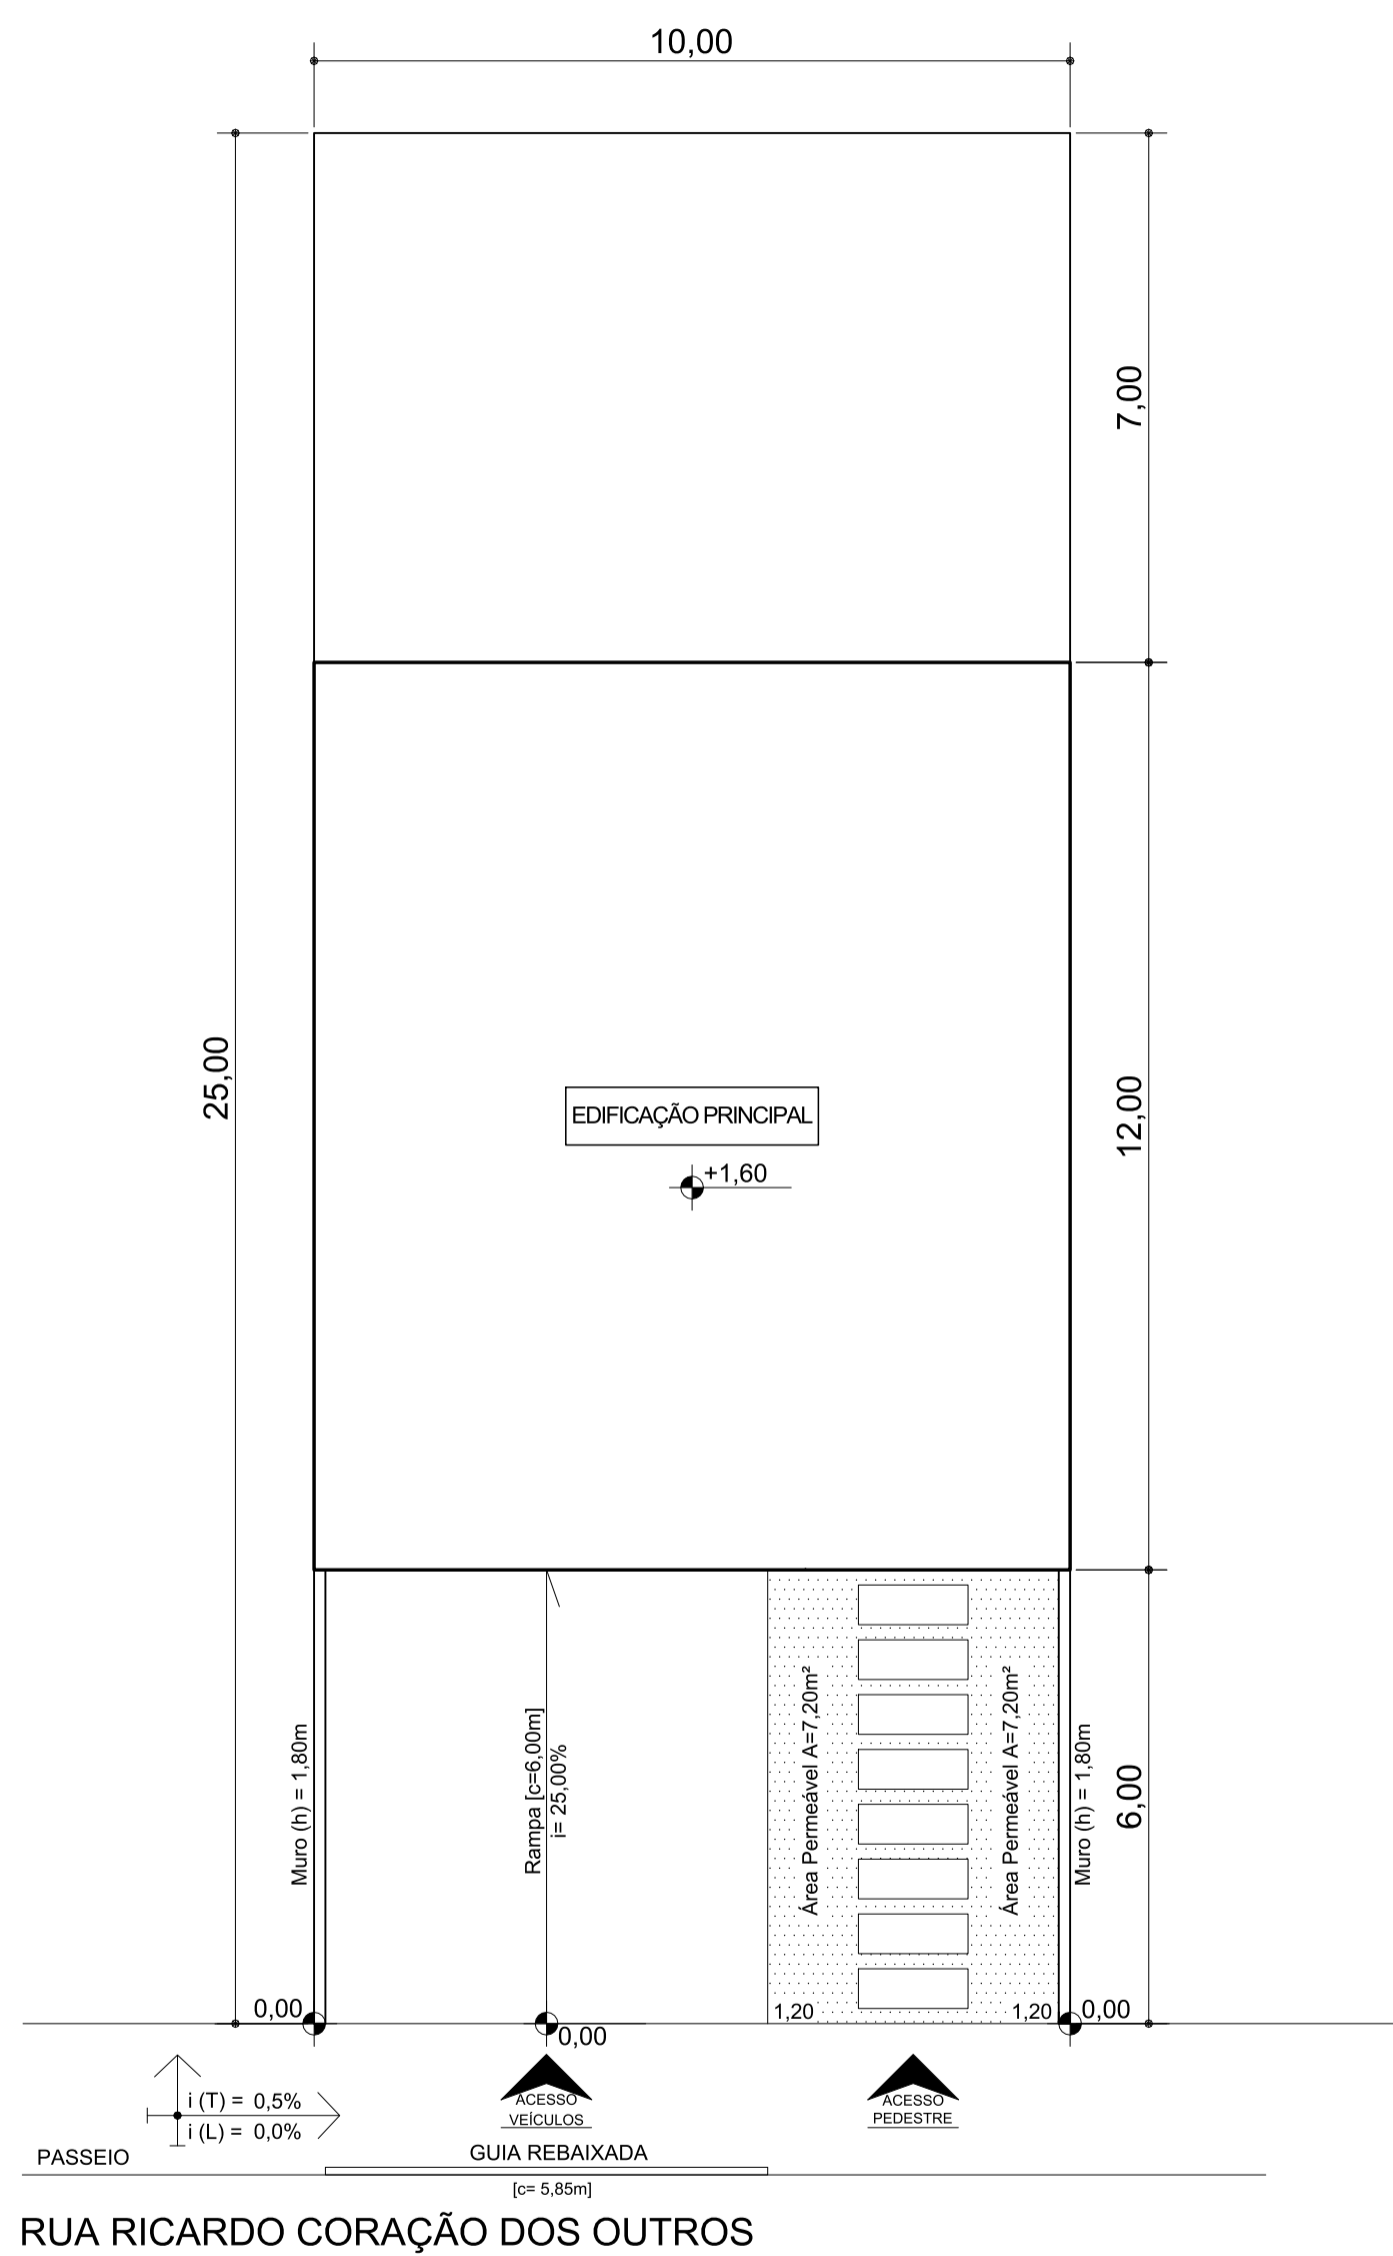 10,00
7,00
25,00
12,00
EDIFICAÇÃO PRINCIPAL
+1,60
Muro (h) = 1,80m
Rampa [c=6,00m]
i= 25,00%
Área Permeável A=7,20m²
Área Permeável A=7,20m²
Muro (h) = 1,80m
6,00
0,00
0,00
1,20
1,20
0,00
i (T) = 0,5%
i (L) = 0,0%
ACESSO
VEÍCULOS
ACESSO
PEDESTRE
PASSEIO
GUIA REBAIXADA
[c= 5,85m]
RUA RICARDO CORAÇÃO DOS OUTROS